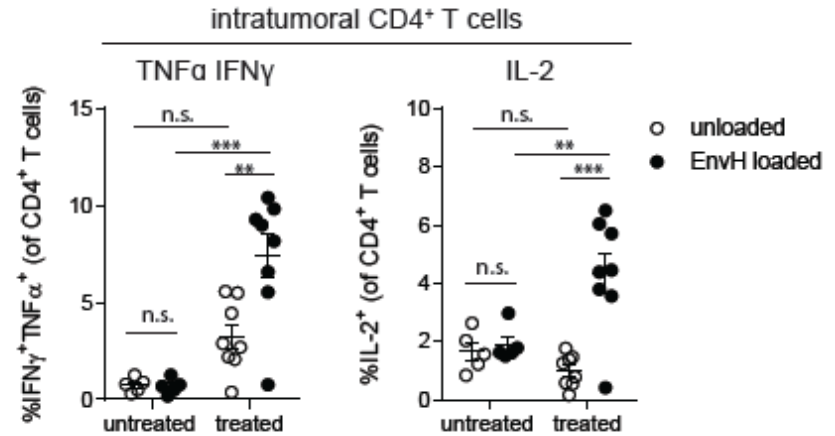 intratumoral CD4⁺ T cells
TNFα IFNγ
%IFNγ⁺TNFα⁺ (of CD4⁺ T cells)
15
10
5
0
n.s.
***
**
n.s.
untreated
treated
IL-2
%IL-2⁺ (of CD4⁺ T cells)
10
8
6
4
2
0
n.s.
**
***
n.s.
untreated
treated
unloaded
EnvH loaded